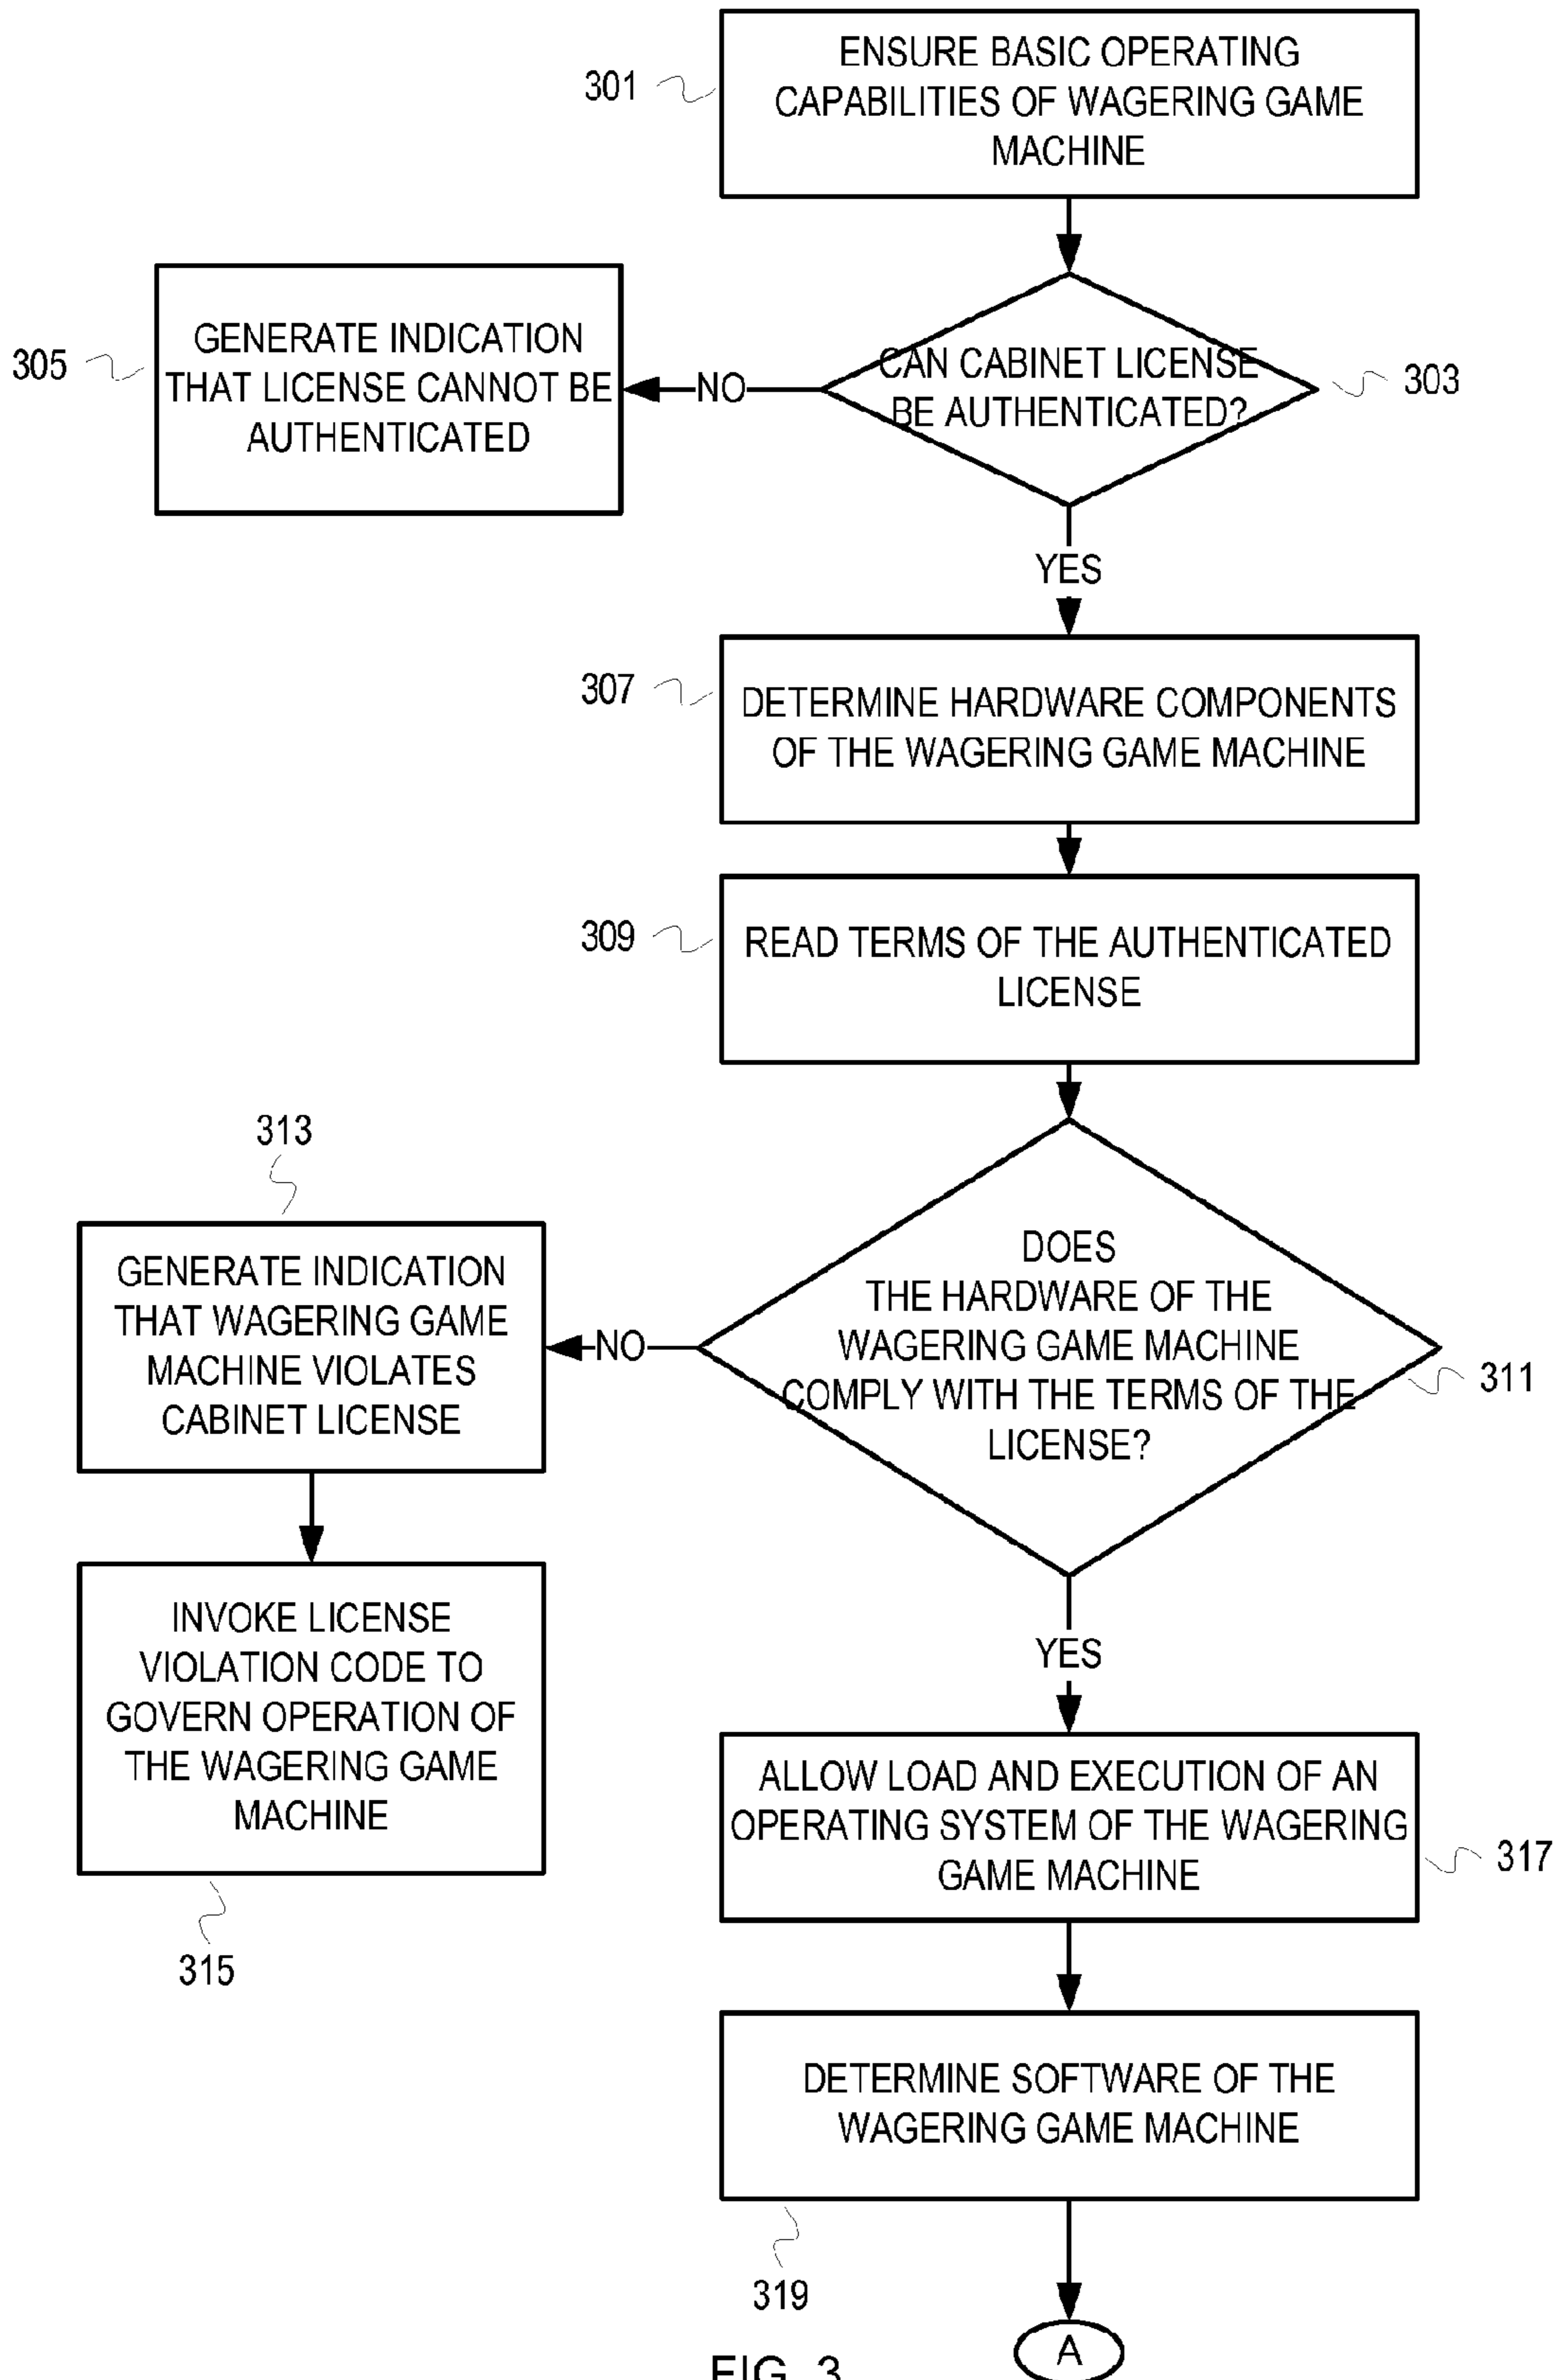 301
ENSURE BASIC OPERATING
CAPABILITIES OF WAGERING GAME
MACHINE
305
GENERATE INDICATION
THAT LICENSE CANNOT BE
AUTHENTICATED
NO
CAN CABINET LICENSE
BE AUTHENTICATED?
303
YES
307
DETERMINE HARDWARE COMPONENTS
OF THE WAGERING GAME MACHINE
309
READ TERMS OF THE AUTHENTICATED
LICENSE
313
GENERATE INDICATION
THAT WAGERING GAME
MACHINE VIOLATES
CABINET LICENSE
NO
DOES
THE HARDWARE OF THE
WAGERING GAME MACHINE
COMPLY WITH THE TERMS OF THE
LICENSE?
311
INVOKE LICENSE
VIOLATION CODE TO
GOVERN OPERATION OF
THE WAGERING GAME
MACHINE
315
YES
ALLOW LOAD AND EXECUTION OF AN
OPERATING SYSTEM OF THE WAGERING
GAME MACHINE
317
DETERMINE SOFTWARE OF THE
WAGERING GAME MACHINE
319
A
FIG. 3